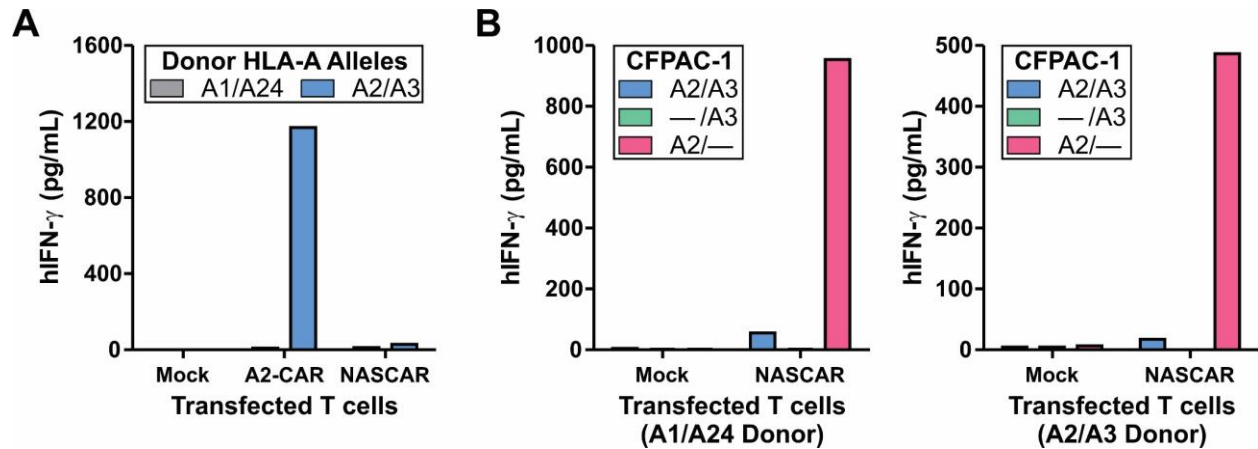 A
hIFN-γ (pg/mL)
1600
1200
800
400
0
Donor HLA-A Alleles
A1/A24 A2/A3
Mock A2-CAR NASCAR
Transfected T cells
B
hIFN-γ (pg/mL)
1000
800
600
400
200
0
CFPAC-1
A2/A3
— /A3
A2/—
Mock NASCAR
Transfected T cells
(A1/A24 Donor)
hIFN-γ (pg/mL)
500
400
300
200
100
0
CFPAC-1
A2/A3
— /A3
A2/—
Mock NASCAR
Transfected T cells
(A2/A3 Donor)